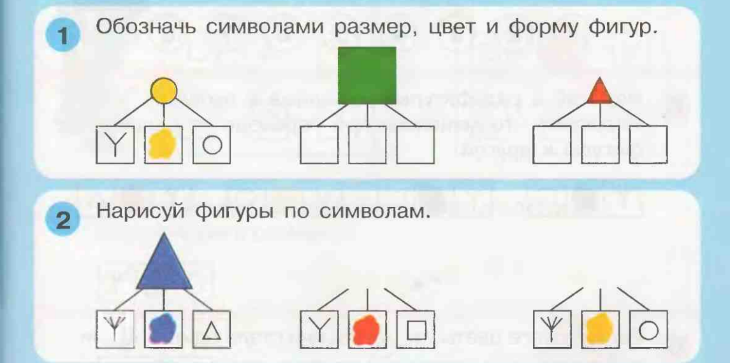 1 Обозначь символами размер, цвет и форму фигур.
2 Нарисуй фигуры по символам.